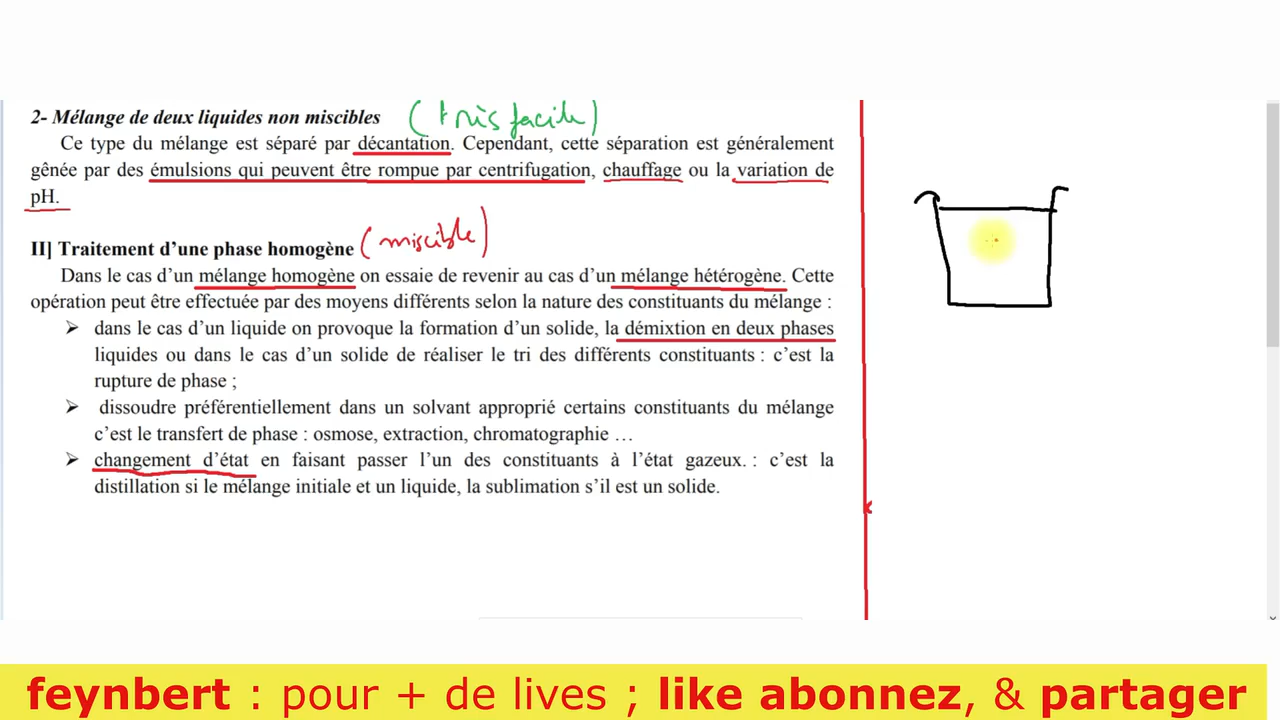 2- Mélange de deux liquides non miscibles (très facile)
Ce type du mélange est séparé par décantation. Cependant, cette séparation est généralement
gênée par des émulsions qui peuvent être rompue par centrifugation, chauffage ou la variation de
pH.
II] Traitement d'une phase homogène (miscible)
Dans le cas d'un mélange homogène on essaie de revenir au cas d'un mélange hétérogène. Cette
opération peut être effectuée par des moyens différents selon la nature des constituants du mélange :
➢ dans le cas d'un liquide on provoque la formation d'un solide, la démixtion en deux phases
liquides ou dans le cas d'un solide de réaliser le tri des différents constituants : c'est la
rupture de phase ;
➢ dissoudre préférentiellement dans un solvant approprié certains constituants du mélange
c'est le transfert de phase : osmose, extraction, chromatographie …
➢ changement d'état en faisant passer l'un des constituants à l'état gazeux. : c'est la
distillation si le mélange initiale et un liquide, la sublimation s'il est un solide.
feynbert : pour + de lives ; like abonnez, & partager